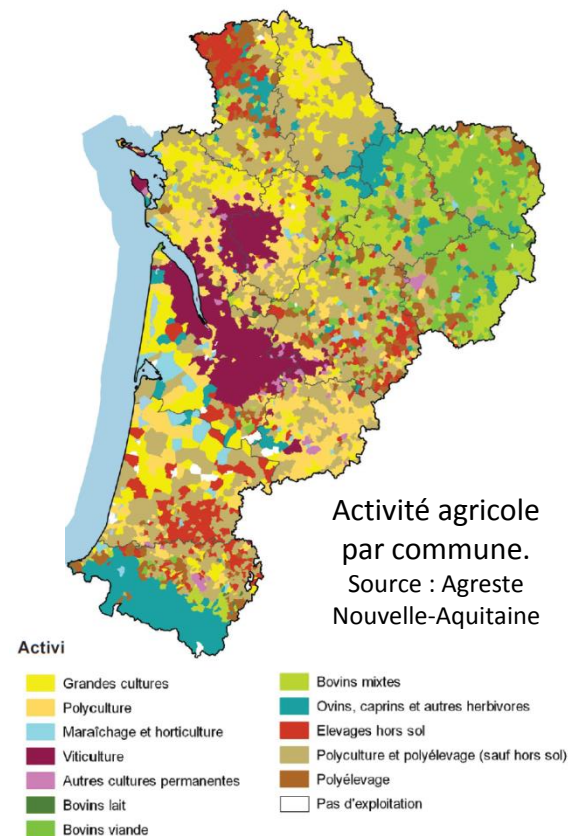 Activité agricole
par commune.
Source : Agreste
Nouvelle-Aquitaine
Activi
Grandes cultures
Polyculture
Maraîchage et horticulture
Viticulture
Autres cultures permanentes
Bovins lait
Bovins viande
Bovins mixtes
Ovins, caprins et autres herbivores
Elevages hors sol
Polyculture et polyélevage (sauf hors sol)
Polyélevage
Pas d'exploitation